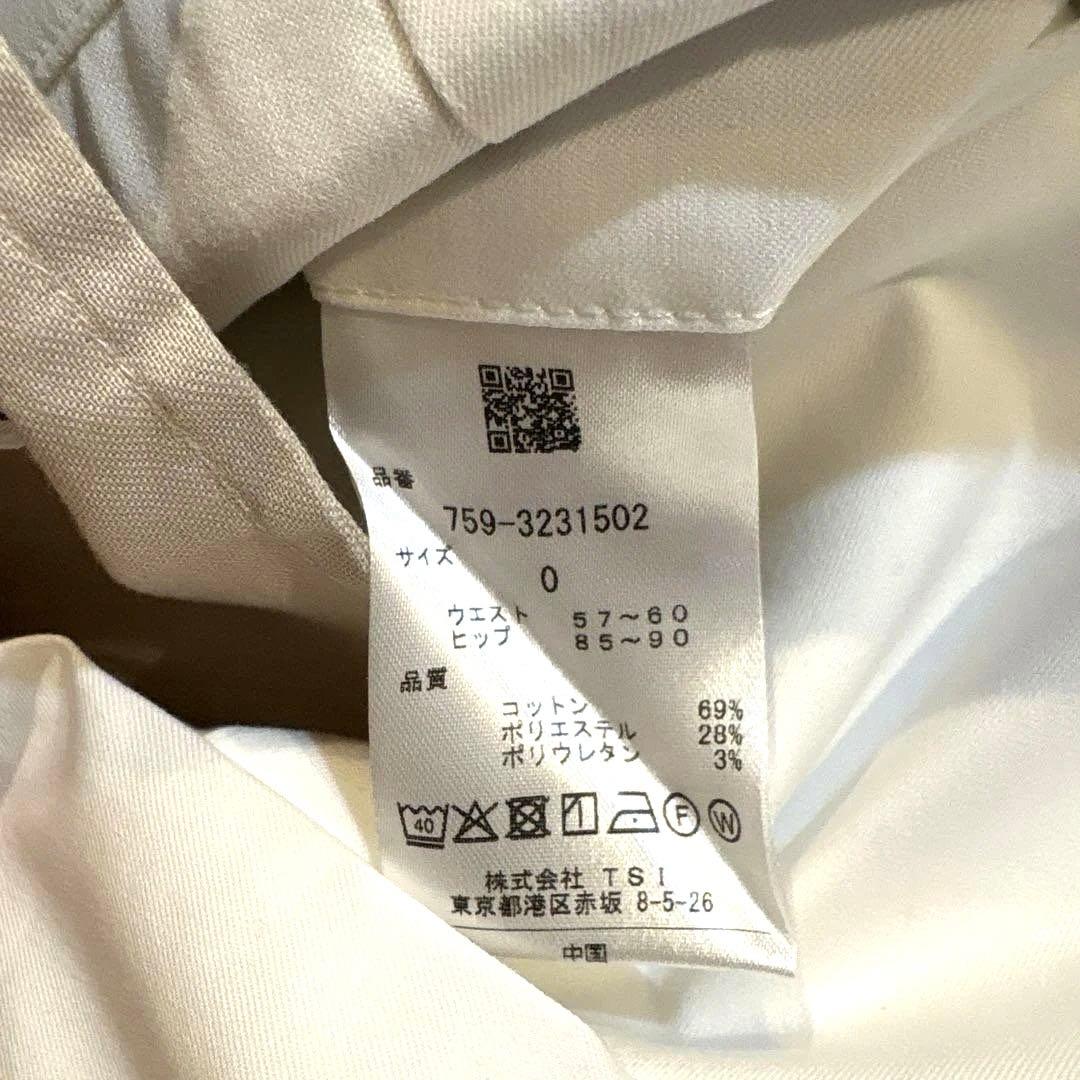 品番
759-3231502
サイズ
0
ウエスト 57～60
ヒップ 85～90
品質
コットン 69%
ポリエステル 28%
ポリウレタン 3%
40 F W
株式会社 TSI
東京都港区赤坂 8-5-26
中国